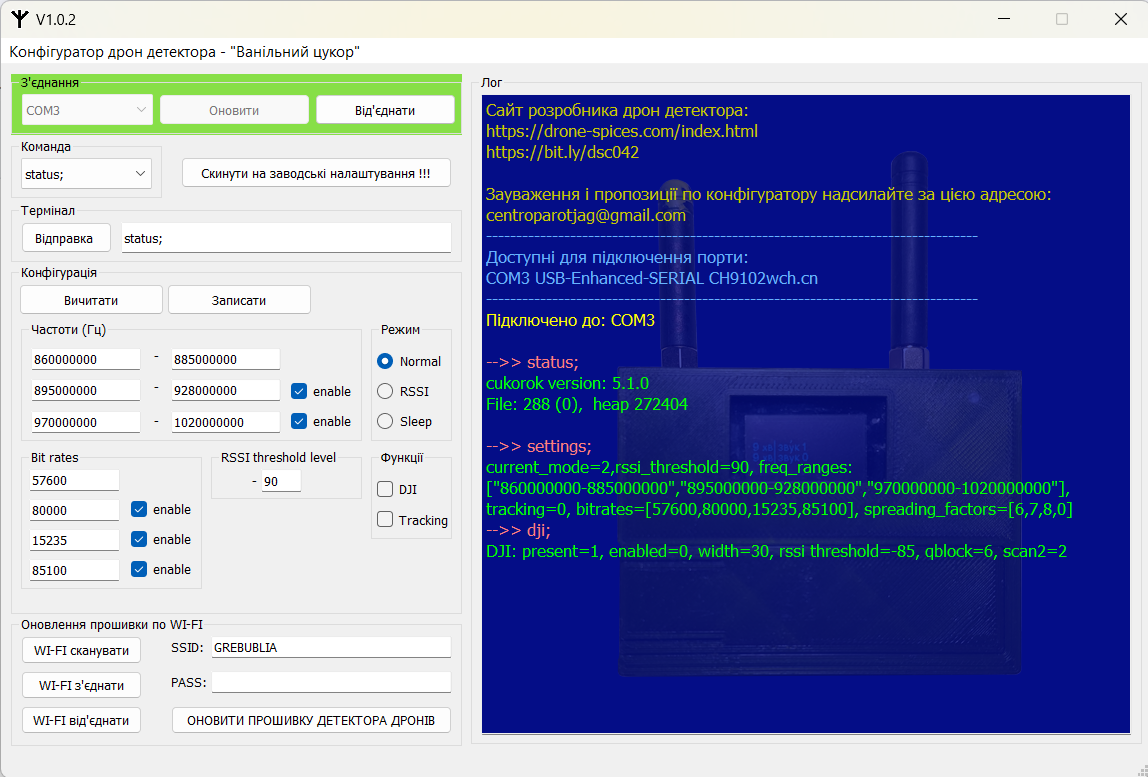 V1.0.2
Конфігуратор дрон детектора - "Ванільний цукор"
З'єднання
COM3
Оновити
Від'єднати
Команда
status;
Скинути на заводські налаштування !!!
Термінал
Відправка
status;
Конфігурація
Вичитати
Записати
Частоти (Гц)
860000000 - 885000000
895000000 - 928000000 enable
970000000 - 1020000000 enable
Режим
Normal
RSSI
Sleep
Bit rates
57600
80000 enable
15235 enable
85100 enable
RSSI threshold level
- 90
Функції
DJI
Tracking
Оновлення прошивки по WI-FI
WI-FI сканувати
SSID: GREBUBLIA
WI-FI з'єднати
PASS:
WI-FI від'єднати
ОНОВИТИ ПРОШИВКУ ДЕТЕКТОРА ДРОНІВ
Лог
Сайт розробника дрон детектора:
https://drone-spices.com/index.html
https://bit.ly/dsc042
Зауваження і пропозиції по конфігуратору надсилайте за цією адресою:
centroparotjag@gmail.com
--------------------------------------------------------------------------------
Доступні для підключення порти:
COM3 USB-Enhanced-SERIAL CH9102wch.cn
--------------------------------------------------------------------------------
Підключено до: COM3
-->> status;
cukorok version: 5.1.0
File: 288 (0), heap 272404
-->> settings;
current_mode=2,rssi_threshold=90, freq_ranges:
["860000000-885000000","895000000-928000000","970000000-1020000000"],
tracking=0, bitrates=[57600,80000,15235,85100], spreading_factors=[6,7,8,0]
-->> dji;
DJI: present=1, enabled=0, width=30, rssi threshold=-85, qblock=6, scan2=2